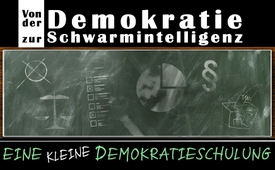 Von der Demokratie
zur Schwarmintelligenz
§
EINE KLEINE DEMOKRATIESCHULUNG